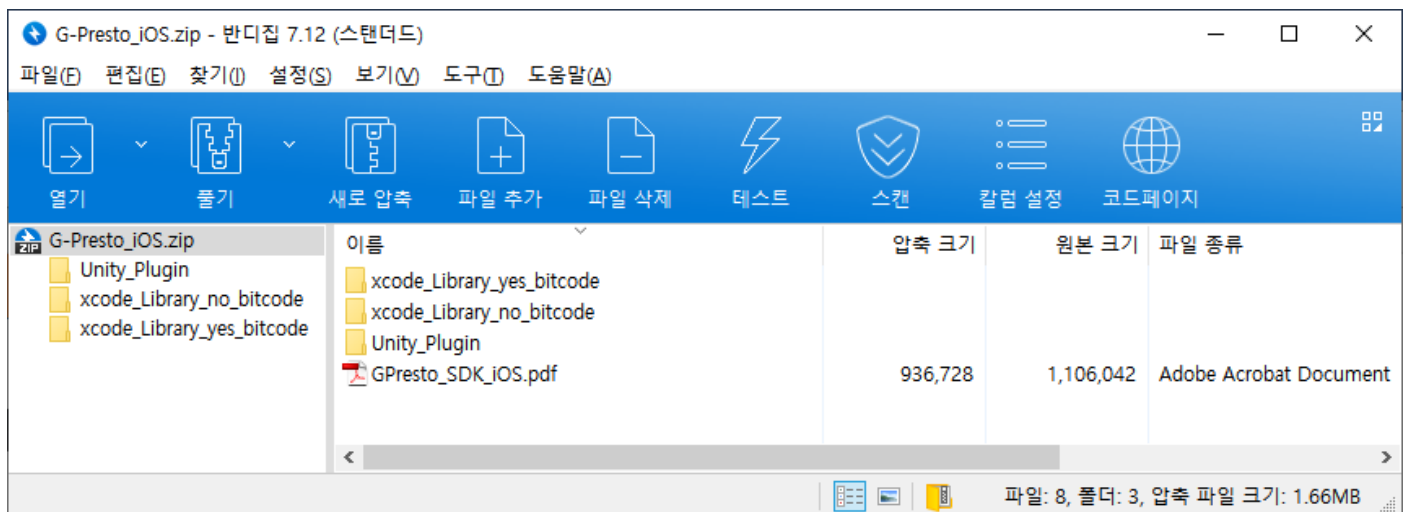 G-Presto_iOS.zip - 반디집 7.12 (스탠더드)
파일(F) 편집(E) 찾기(I) 설정(S) 보기(V) 도구(T) 도움말(A)
열기 풀기 새로 압축 파일 추가 파일 삭제 테스트 스캔 칼럼 설정 코드페이지
ZIP G-Presto_iOS.zip
Unity_Plugin
xcode_Library_no_bitcode
xcode_Library_yes_bitcode
이름 압축 크기 원본 크기 파일 종류
xcode_Library_yes_bitcode
xcode_Library_no_bitcode
Unity_Plugin
GPresto_SDK_iOS.pdf 936,728 1,106,042 Adobe Acrobat Document
파일: 8, 폴더: 3, 압축 파일 크기: 1.66MB